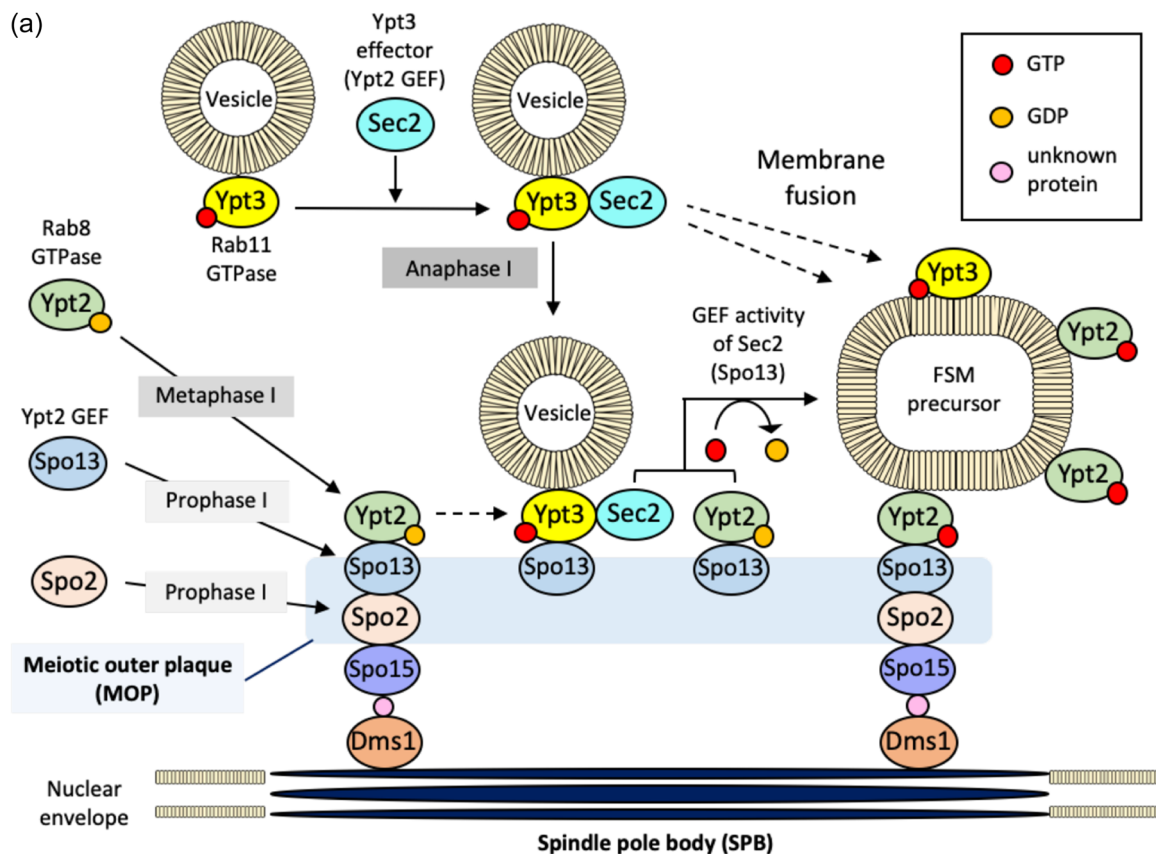 (a)
Ypt3
effector
(Ypt2 GEF)
Vesicle
Sec2
Vesicle
GTP
GDP
unknown
protein
Ypt3
Rab11
GTPase
Ypt3
Sec2
Membrane
fusion
Rab8
GTPase
Ypt2
Anaphase I
Ypt3
Ypt2
GEF activity
of Sec2
(Spo13)
FSM
precursor
Metaphase I
Vesicle
Ypt2 GEF
Spo13
Prophase I
Ypt2
Ypt2
Ypt3
Sec2
Ypt2
Ypt2
Spo13
Spo13
Spo13
Spo13
Spo2
Prophase I
Spo2
Spo2
Meiotic outer plaque
(MOP)
Spo15
Spo15
Dms1
Dms1
Nuclear
envelope
Spindle pole body (SPB)